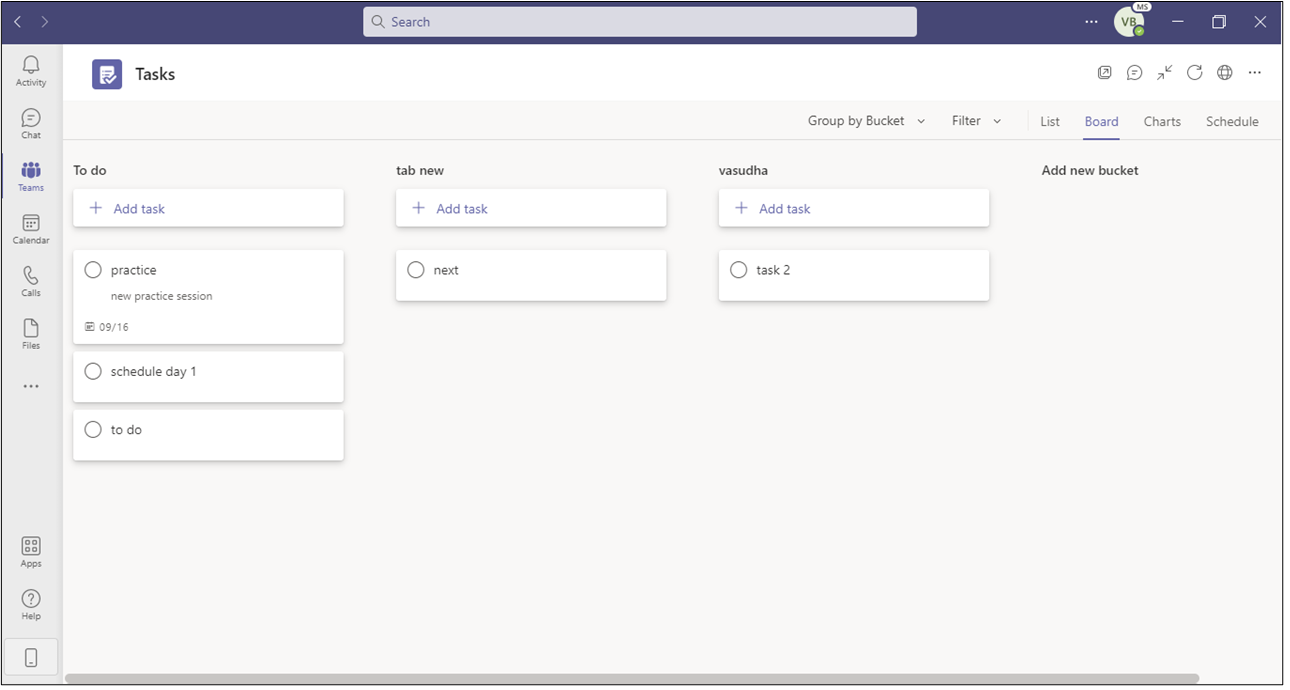 Search
VB
MS
Activity
Chat
Teams
Calendar
Calls
Files
Apps
Help
Tasks
Group by Bucket
Filter
List
Board
Charts
Schedule
To do
+ Add task
practice
new practice session
09/16
schedule day 1
to do
tab new
+ Add task
next
vasudha
+ Add task
task 2
Add new bucket